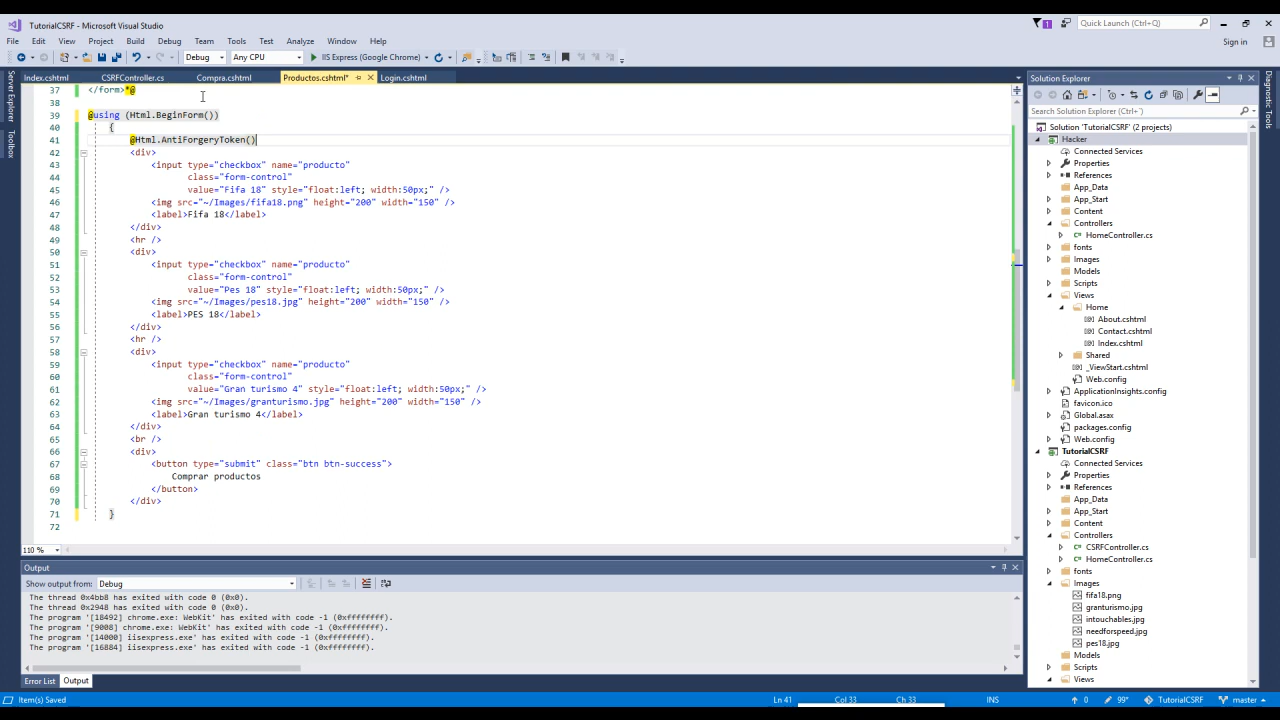 TutorialCSRF - Microsoft Visual Studio
1
Quick Launch (Ctrl+Q)
File Edit View Project Build Debug Team Tools Test Analyze Window Help
Sign in
Debug Any CPU IIS Express (Google Chrome)
Index.cshtml CSRFController.cs Compra.cshtml Productos.cshtml* Login.cshtml
Server Explorer
Toolbox
37 </form>*@
38
39 @using (Html.BeginForm())
40 {
41 @Html.AntiForgeryToken()
42 <div>
43 <input type="checkbox" name="producto"
44 class="form-control"
45 value="Fifa 18" style="float:left; width:50px;" />
46 <img src="~/Images/fifa18.png" height="200" width="150" />
47 <label>Fifa 18</label>
48 </div>
49 <hr />
50 <div>
51 <input type="checkbox" name="producto"
52 class="form-control"
53 value="Pes 18" style="float:left; width:50px;" />
54 <img src="~/Images/pes18.jpg" height="200" width="150" />
55 <label>PES 18</label>
56 </div>
57 <hr />
58 <div>
59 <input type="checkbox" name="producto"
60 class="form-control"
61 value="Gran turismo 4" style="float:left; width:50px;" />
62 <img src="~/Images/granturismo.jpg" height="200" width="150" />
63 <label>Gran turismo 4</label>
64 </div>
65 <br />
66 <div>
67 <button type="submit" class="btn btn-success">
68 Comprar productos
69 </button>
70 </div>
71 }
72
110 %
Output
Show output from: Debug
The thread 0x4bb8 has exited with code 0 (0x0).
The thread 0x2948 has exited with code 0 (0x0).
The program '[18492] chrome.exe: WebKit' has exited with code -1 (0xffffffff).
The program '[9008] chrome.exe: WebKit' has exited with code -1 (0xffffffff).
The program '[14000] iisexpress.exe' has exited with code -1 (0xffffffff).
The program '[16884] iisexpress.exe' has exited with code -1 (0xffffffff).
Error List Output
Solution Explorer
Search Solution Explorer (Ctrl+;)
Solution 'TutorialCSRF' (2 projects)
Hacker
Connected Services
Properties
References
App_Data
App_Start
Content
Controllers
HomeController.cs
fonts
Images
Models
Scripts
Views
Home
About.cshtml
Contact.cshtml
Index.cshtml
Shared
_ViewStart.cshtml
Web.config
ApplicationInsights.config
favicon.ico
Global.asax
packages.config
Web.config
TutorialCSRF
Connected Services
Properties
References
App_Data
App_Start
Content
Controllers
CSRFController.cs
HomeController.cs
fonts
Images
fifa18.png
granturismo.jpg
intouchables.jpg
needforspeed.jpg
pes18.jpg
Models
Scripts
Views
Diagnostic Tools
Item(s) Saved Ln 41 Col 33 Ch 33 INS 0 99* TutorialCSRF master